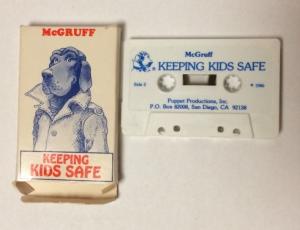 McGRUFF
KEEPING
KIDS SAFE
McGruff
KEEPING KIDS SAFE
Side 2
1986
Puppet Productions, Inc.
P.O. Box 82008, San Diego, CA 92138